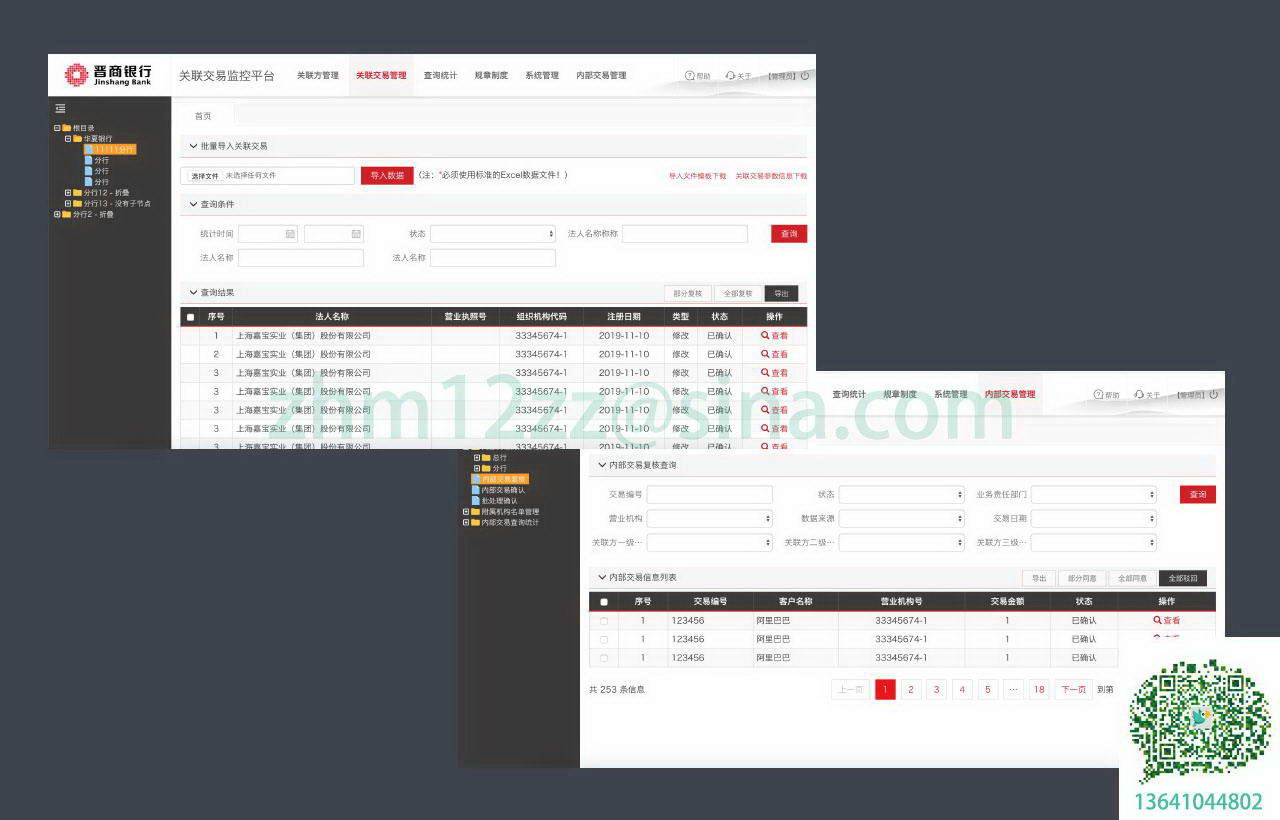 晋商银行
Jinshang Bank
关联交易监控平台 关联方管理 关联交易管理 查询统计 规章制度 系统管理 内部交易管理 帮助 关于 【管理员】
首页
根目录
华夏银行
11.11分行
分行
分行
分行
分行12 - 折叠
分行13 - 没有子节点
分行2 - 折叠
批量导入关联交易
选择文件 未选择任何文件 导入数据 (注："必须使用标准的Excel数据文件！) 导入文件模板下载 关联交易参数信息下载
查询条件
统计时间 状态 法人名称称称 查询
法人名称 法人名称
查询结果 部分复核 全部复核 导出
序号 法人名称 营业执照号 组织机构代码 注册日期 类型 状态 操作
1 上海嘉宝实业（集团）股份有限公司 33345674-1 2019-11-10 修改 已确认 查看
2 上海嘉宝实业（集团）股份有限公司 33345674-1 2019-11-10 修改 已确认 查看
3 上海嘉宝实业（集团）股份有限公司 33345674-1 2019-11-10 修改 已确认 查看
3 上海嘉宝实业（集团）股份有限公司 33345674-1 2019-11-10 修改 已确认 查看
3 上海嘉宝实业（集团）股份有限公司 33345674-1 2019-11-10 修改 已确认 查看
3 上海嘉宝实业（集团）股份有限公司 33345674-1 2019-11-10 修改 已确认 查看
3 上海嘉宝实业（集团）股份有限公司 33345674-1 2019-11-10 修改 已确认 查看
zkm12zz@sina.com
查询统计 规章制度 系统管理 内部交易管理 帮助 关于 【管理员】
总行
分行
内部交易复核
内部交易确认
批处理确认
附属机构名单管理
内部交易查询统计
内部交易复核查询
交易编号 状态 业务责任部门 查询
营业机构 数据来源 交易日期
关联方一级… 关联方二级… 关联方三级…
内部交易信息列表 导出 部分同意 全部同意 全部驳回
序号 交易编号 客户名称 营业机构号 交易金额 状态 操作
1 123456 阿里巴巴 33345674-1 1 已确认 查看
1 123456 阿里巴巴 33345674-1 1 已确认
1 123456 阿里巴巴 33345674-1 1 已确认
共 253 条信息 上一页 1 2 3 4 5 … 18 下一页 到第
13641044802